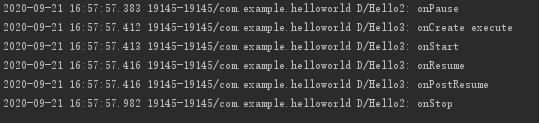 2020-09-21 16:57:57.383 19145-19145/com.example.helloworld D/Hello2: onPause
2020-09-21 16:57:57.412 19145-19145/com.example.helloworld D/Hello3: onCreate execute
2020-09-21 16:57:57.413 19145-19145/com.example.helloworld D/Hello3: onStart
2020-09-21 16:57:57.416 19145-19145/com.example.helloworld D/Hello3: onResume
2020-09-21 16:57:57.416 19145-19145/com.example.helloworld D/Hello3: onPostResume
2020-09-21 16:57:57.982 19145-19145/com.example.helloworld D/Hello2: onStop